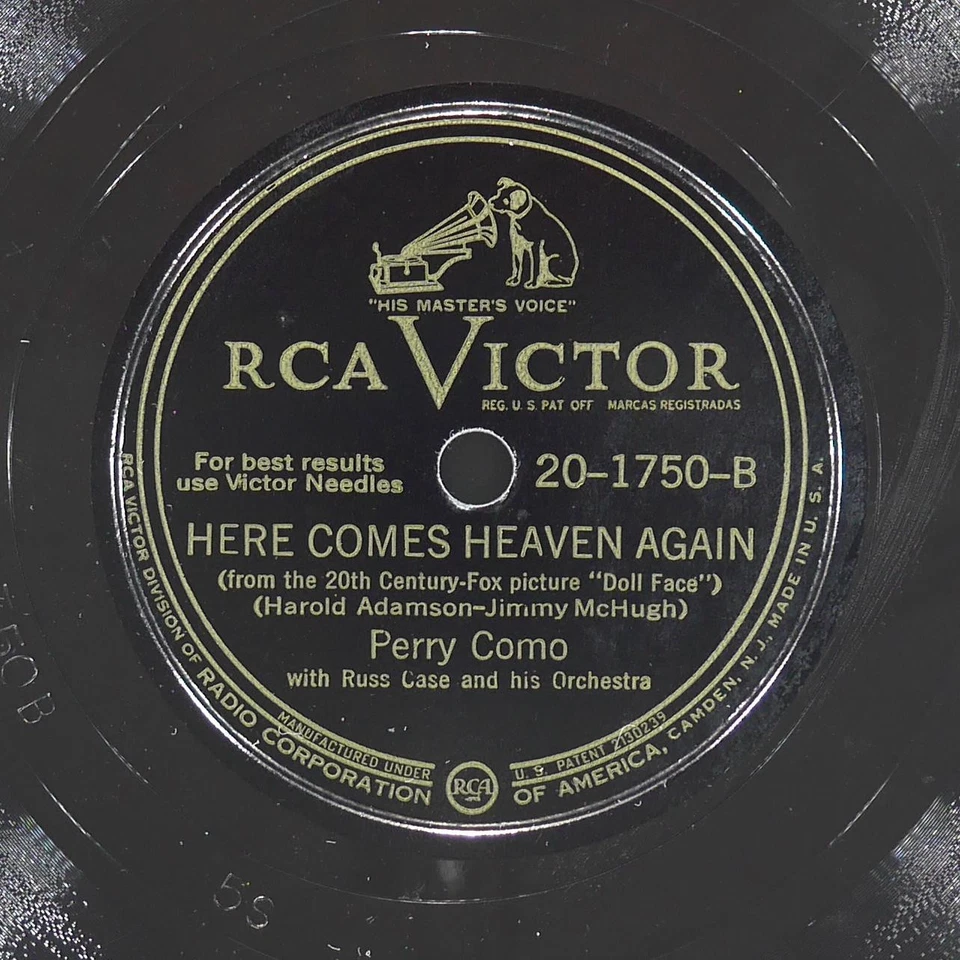 "HIS MASTER'S VOICE"
RCA VICTOR
REG. U. S. PAT OFF MARCAS REGISTRADAS
For best results
use Victor Needles
20-1750-B
HERE COMES HEAVEN AGAIN
(from the 20th Century-Fox picture "Doll Face")
(Harold Adamson-Jimmy McHugh)
Perry Como
with Russ Case and his Orchestra
MANUFACTURED UNDER U. S. PATENT 2130239
RCA VICTOR DIVISION OF RADIO CORPORATION OF AMERICA, CAMDEN, N. J., MADE IN U. S. A.
RCA
50B
5S